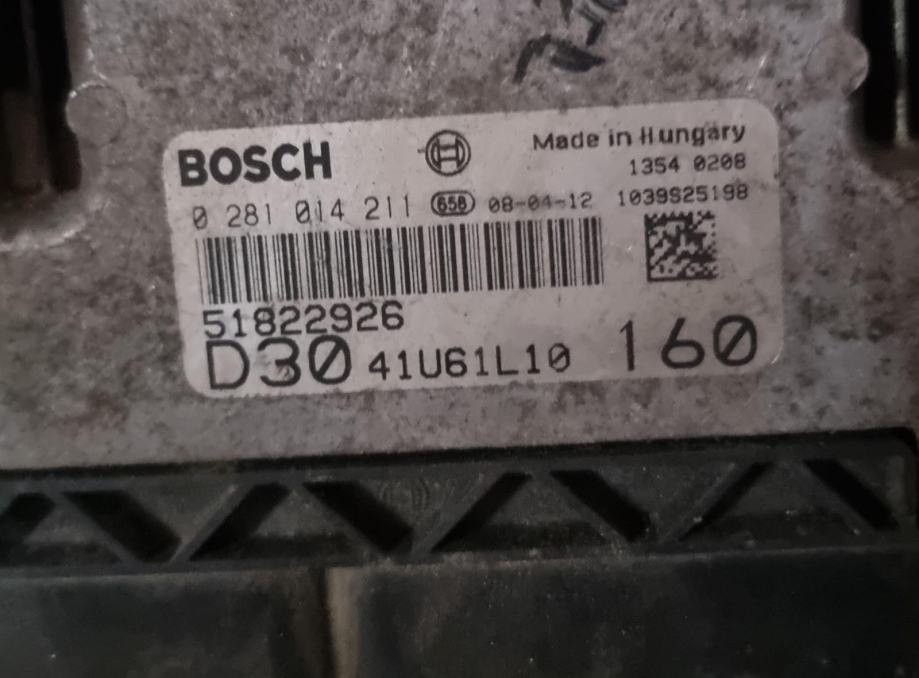 BOSCH
Made in Hungary
1354 0208
0 281 014 211 658 08-04-12 1039S25198
51822926
D30 41U61L10 160